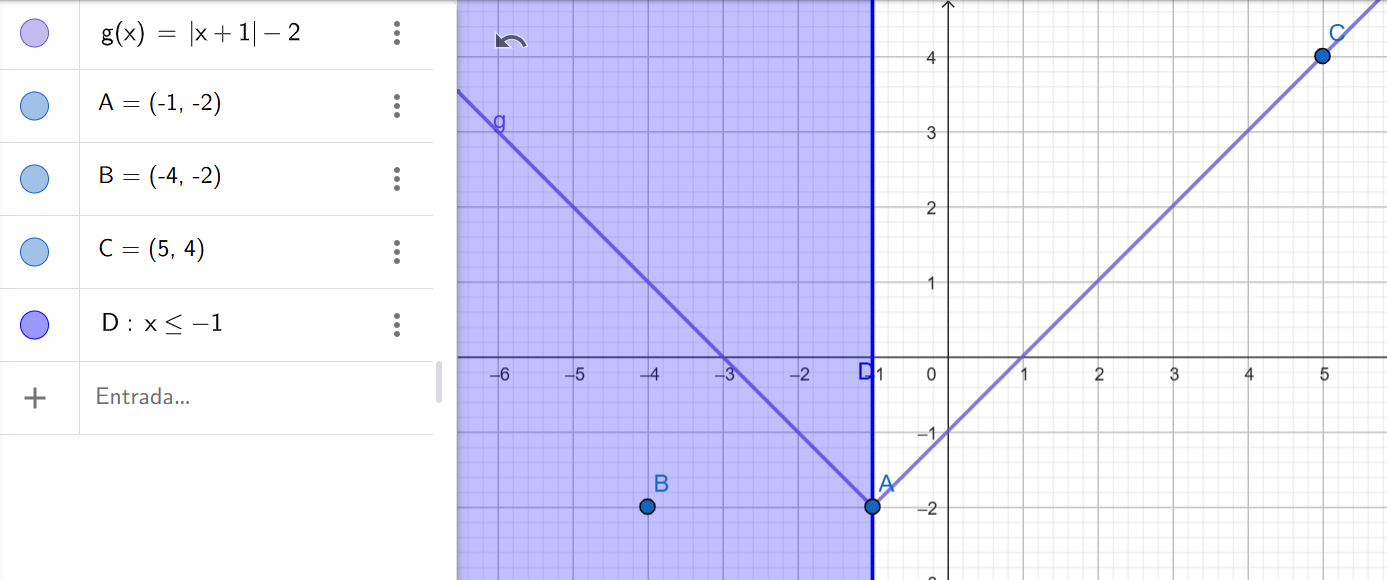 g(x) = |x + 1| − 2
A = (-1, -2)
B = (-4, -2)
C = (5, 4)
D : x ≤ −1
Entrada...
C
4
g
3
2
1
–6 –5 –4 –3 –2 D –1 0 1 2 3 4 5
–1
B A
–2